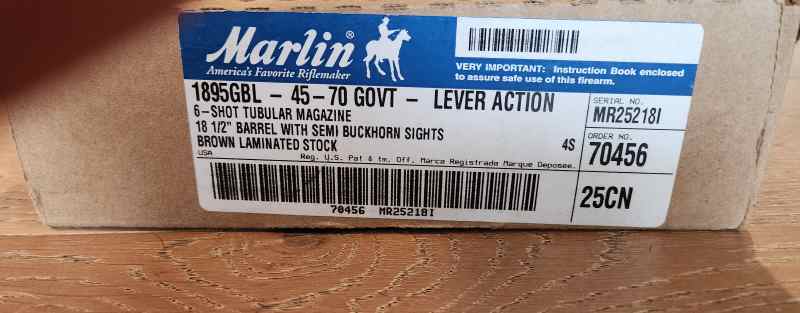 Marlin®
America's Favorite Riflemaker
VERY IMPORTANT: Instruction Book enclosed
to assure safe use of this firearm.
1895GBL - 45-70 GOVT - LEVER ACTION
6-SHOT TUBULAR MAGAZINE
18 1/2" BARREL WITH SEMI BUCKHORN SIGHTS
BROWN LAMINATED STOCK 4S
USA Reg. U.S. Pat & tm. Off. Marca Registrada Marque Deposee.
70456 MR25218I
SERIAL NO.
MR25218I
ORDER NO.
70456
25CN